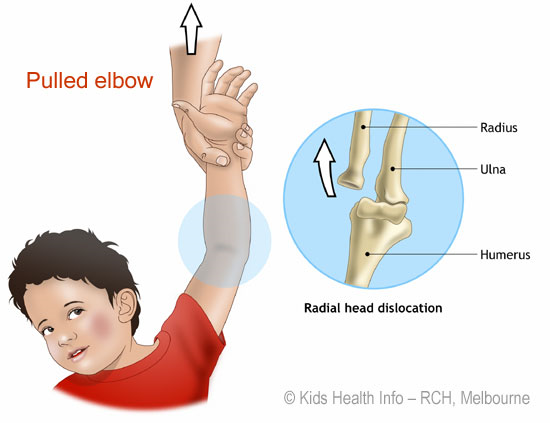 Pulled elbow
Radius
Ulna
Humerus
Radial head dislocation
© Kids Health Info – RCH, Melbourne